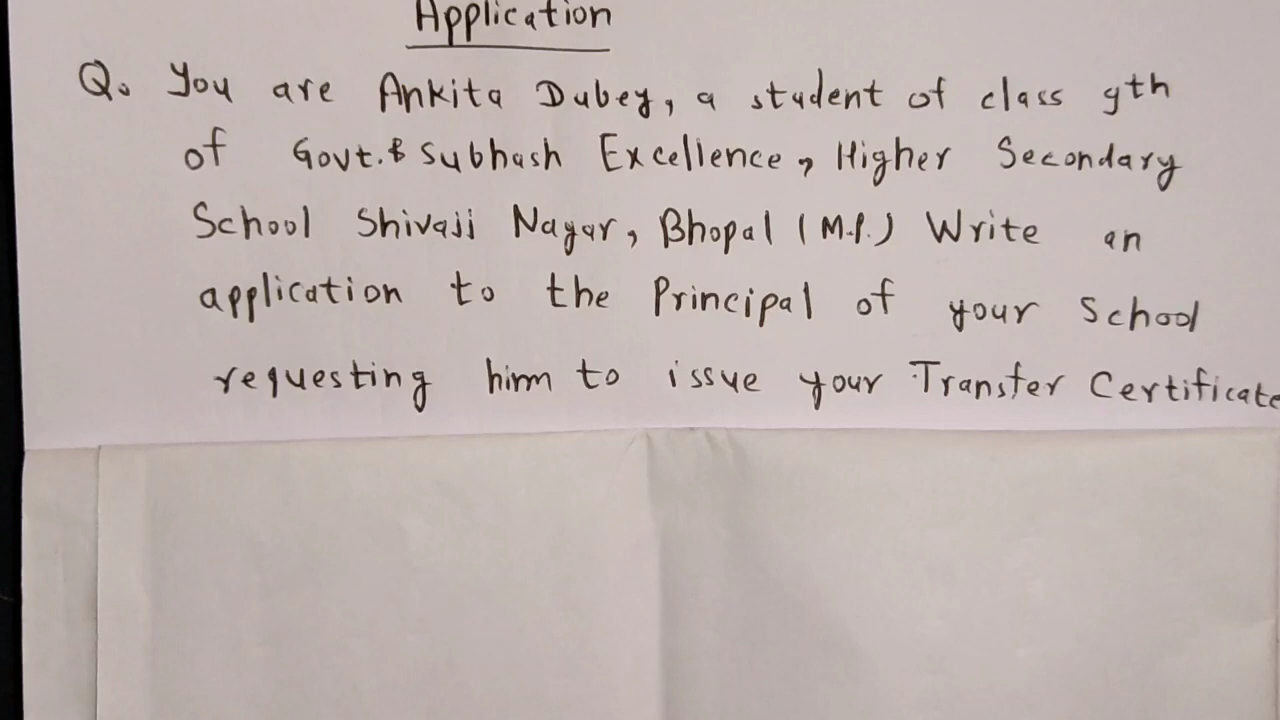 Application
Q. You are Ankita Dubey, a student of class 9th
of Govt. Subhash Excellence, Higher Secondary
School Shivaji Nagar, Bhopal (M.P.) Write an
application to the Principal of your School
requesting him to issue your Transfer Certificate